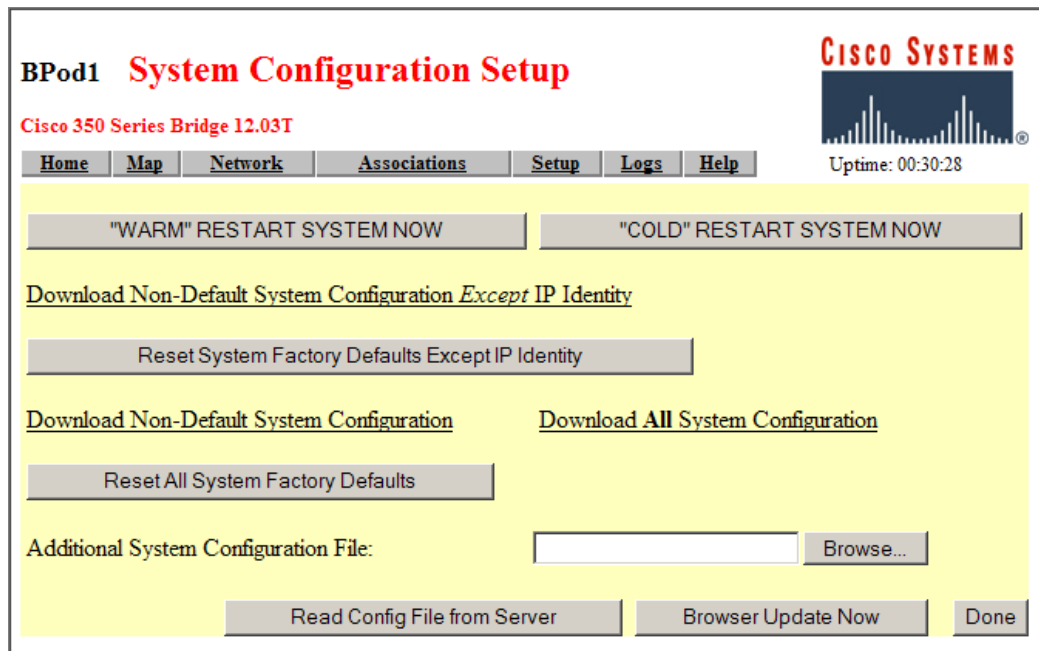 BPod1 System Configuration Setup
CISCO SYSTEMS
®
Cisco 350 Series Bridge 12.03T
Home Map Network Associations Setup Logs Help
Uptime: 00:30:28
"WARM" RESTART SYSTEM NOW "COLD" RESTART SYSTEM NOW
Download Non-Default System Configuration Except IP Identity
Reset System Factory Defaults Except IP Identity
Download Non-Default System Configuration Download All System Configuration
Reset All System Factory Defaults
Additional System Configuration File: Browse...
Read Config File from Server Browser Update Now Done